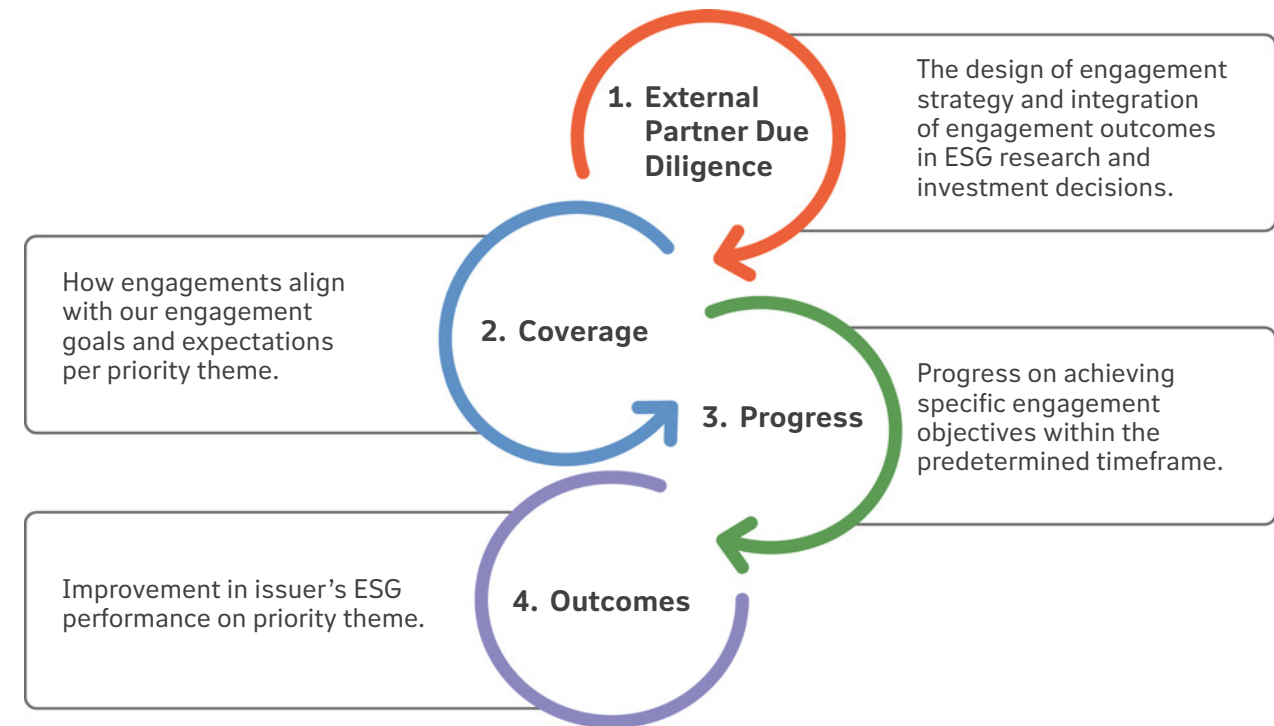 1. External
Partner Due
Diligence
The design of engagement
strategy and integration
of engagement outcomes
in ESG research and
investment decisions.
How engagements align
with our engagement
goals and expectations
per priority theme.
2. Coverage
3. Progress
Progress on achieving
specific engagement
objectives within the
predetermined timeframe.
Improvement in issuer’s ESG
performance on priority theme.
4. Outcomes